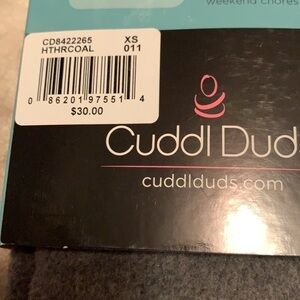 weekend chores
CD8422265 XS
HTHRCOAL 011
0 86201 97551 4
$30.00
Cuddl Dud
cuddlduds.com